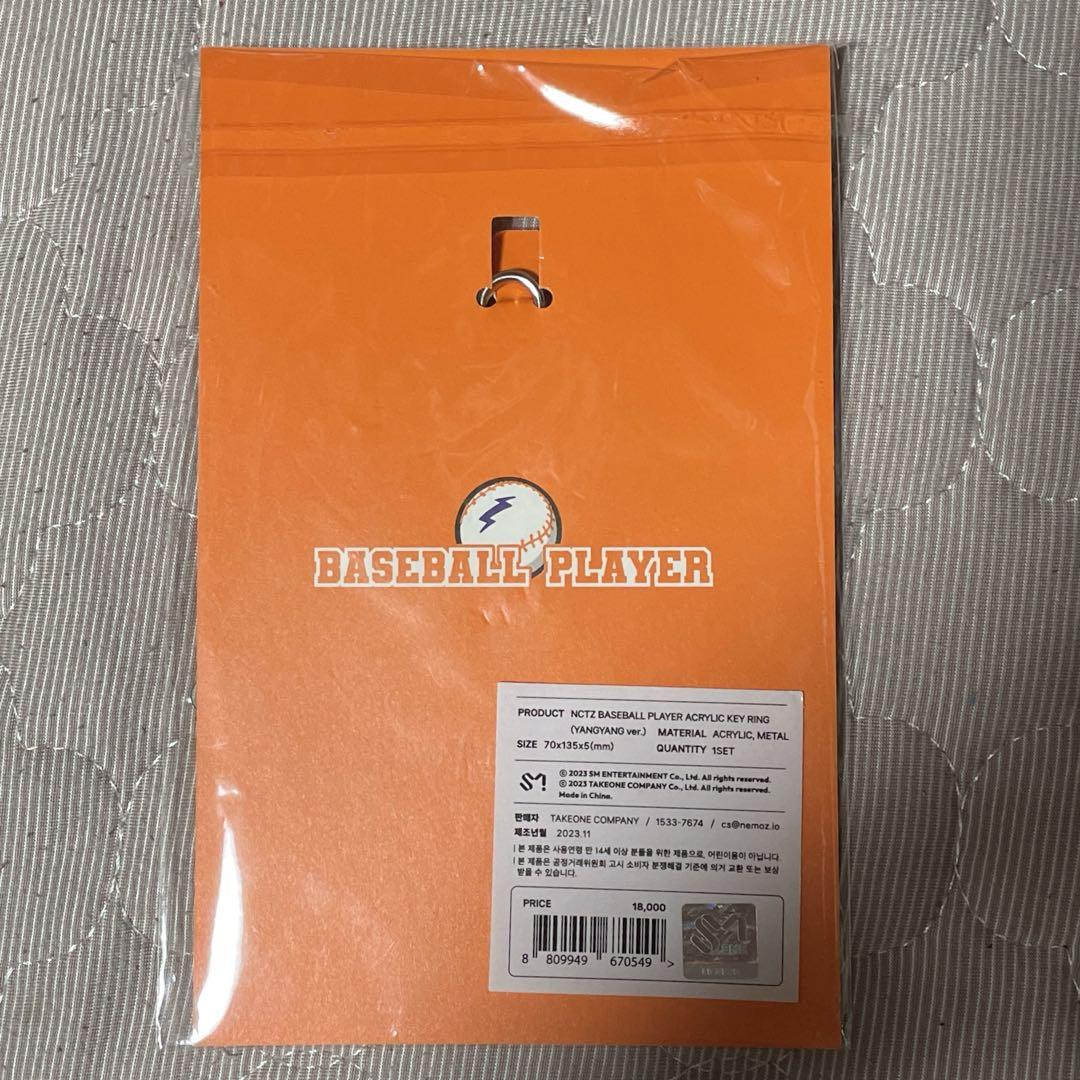 BASEBALL PLAYER
PRODUCT NCTZ BASEBALL PLAYER ACRYLIC KEY RING
(YANGYANG ver.) MATERIAL ACRYLIC, METAL
SIZE 70x135x5(mm) QUANTITY 1SET
SM!
ⓒ 2023 SM ENTERTAINMENT Co., Ltd. All rights reserved.
ⓒ 2023 TAKEONE COMPANY Co., Ltd. All rights reserved.
Made in China.
판매자 TAKEONE COMPANY / 1533-7674 / cs@nemoz.io
제조년월 2023.11
| 본 제품은 사용연령 만 14세 이상 분들을 위한 제품으로, 어린이용이 아닙니다.
| 본 제품은 공정거래위원회 고시 소비자 분쟁해결 기준에 의거 교환 또는 보상
받을 수 있습니다.
PRICE 18,000
8 809949 670549 >
SM!